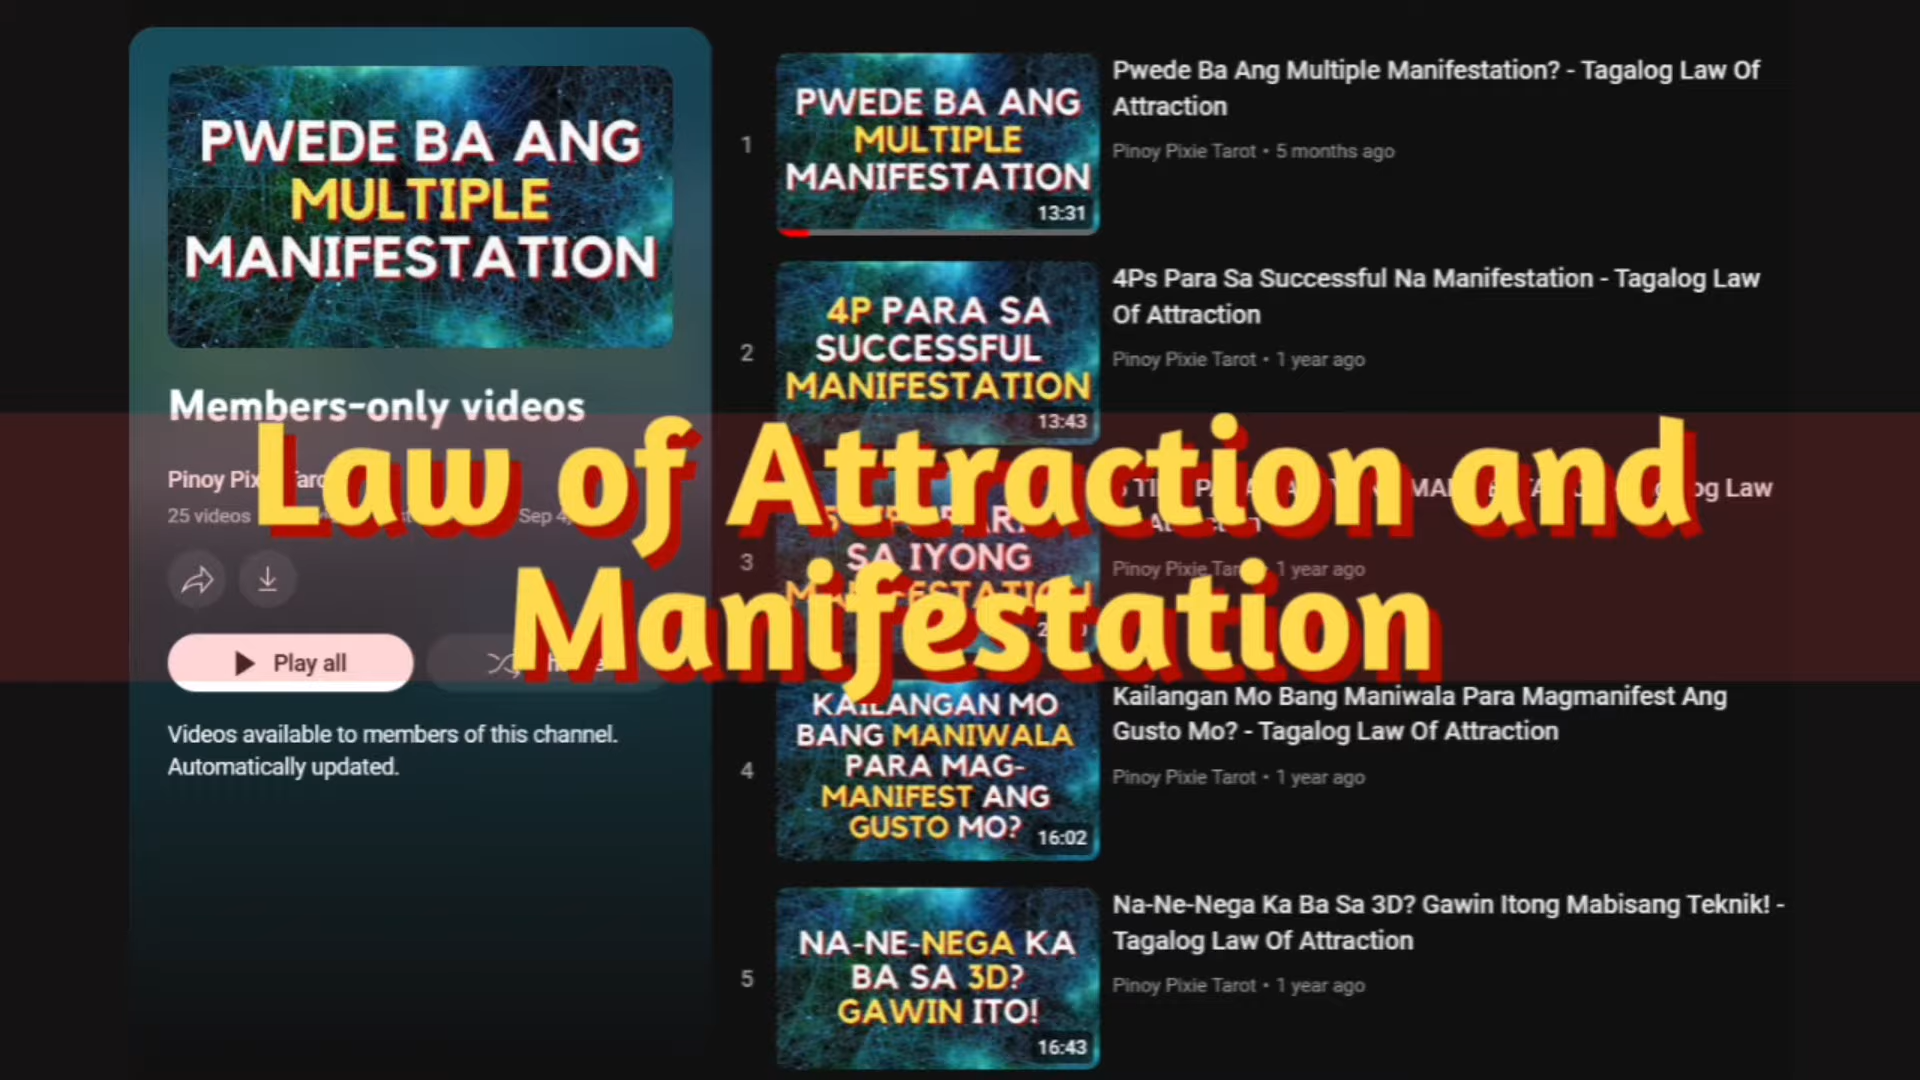 PWEDE BA ANG
MULTIPLE
MANIFESTATION
Members-only videos
25 videos
Play all
Videos available to members of this channel.
Automatically updated.
Law of Attraction and
Manifestation
1
PWEDE BA ANG
MULTIPLE
MANIFESTATION
13:31
Pwede Ba Ang Multiple Manifestation? - Tagalog Law Of
Attraction
Pinoy Pixie Tarot • 5 months ago
2
4P PARA SA
SUCCESSFUL
MANIFESTATION
13:43
4Ps Para Sa Successful Na Manifestation - Tagalog Law
Of Attraction
Pinoy Pixie Tarot • 1 year ago
3
SA IYONG
Law
Pinoy Pixie Tarot • 1 year ago
4
KAILANGAN MO
BANG MANIWALA
PARA MAG-
MANIFEST ANG
GUSTO MO?
16:02
Kailangan Mo Bang Maniwala Para Magmanifest Ang
Gusto Mo? - Tagalog Law Of Attraction
Pinoy Pixie Tarot • 1 year ago
5
NA-NE-NEGA KA
BA SA 3D?
GAWIN ITO!
16:43
Na-Ne-Nega Ka Ba Sa 3D? Gawin Itong Mabisang Teknik! -
Tagalog Law Of Attraction
Pinoy Pixie Tarot • 1 year ago